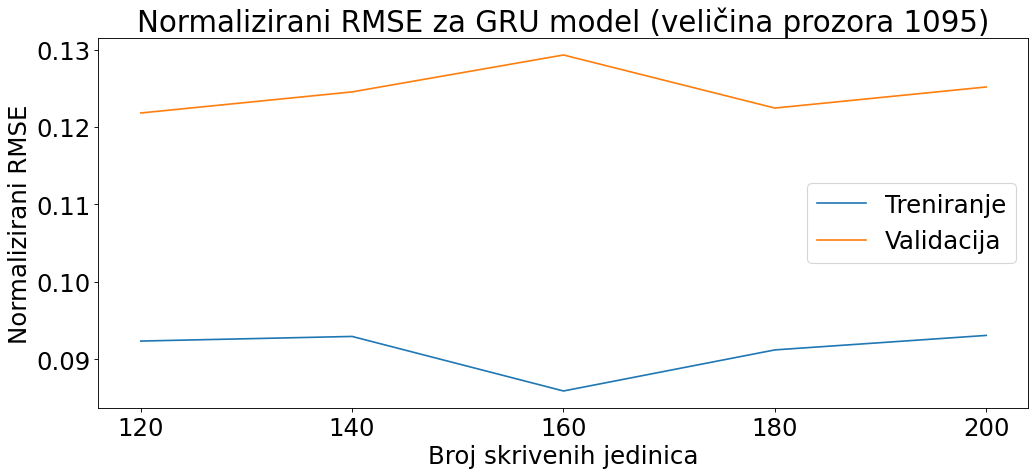 Normalizirani RMSE za GRU model (veličina prozora 1095)
Normalizirani RMSE
0.13
0.12
0.11
0.10
0.09
Treniranje
Validacija
120 140 160 180 200
Broj skrivenih jedinica